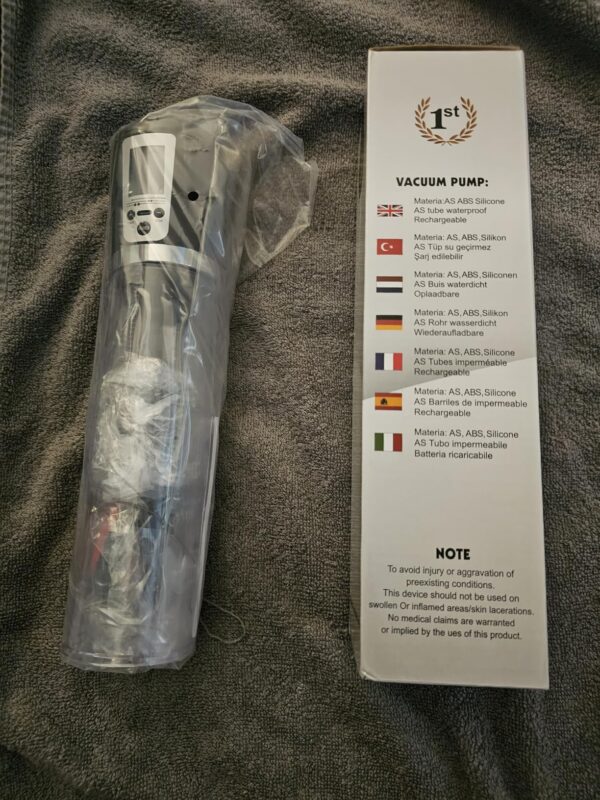 1st
VACUUM PUMP:
Materia:AS ABS Silicone
AS tube waterproof
Rechargeable
Materia: AS, ABS,Silikon
AS Tüp su geçirmez
Şarj edilebilir
Materia: AS, ABS,Siliconen
AS Buis waterdicht
Oplaadbare
Materia: AS, ABS,Silikon
AS Rohr wasserdicht
Wiederaufladbare
Materia: AS, ABS,Silicone
AS Tubes imperméable
Rechargeable
Materia: AS, ABS,Silicone
AS Barriles de impermeable
Rechargeable
Materia: AS, ABS,Silicone
AS Tubo impermeabile
Batteria ricaricabile
NOTE
To avoid injury or aggravation of
preexisting conditions.
This device should not be used on
swollen Or inflamed areas/skin lacerations.
No medical claims are warranted
or implied by the ues of this product.